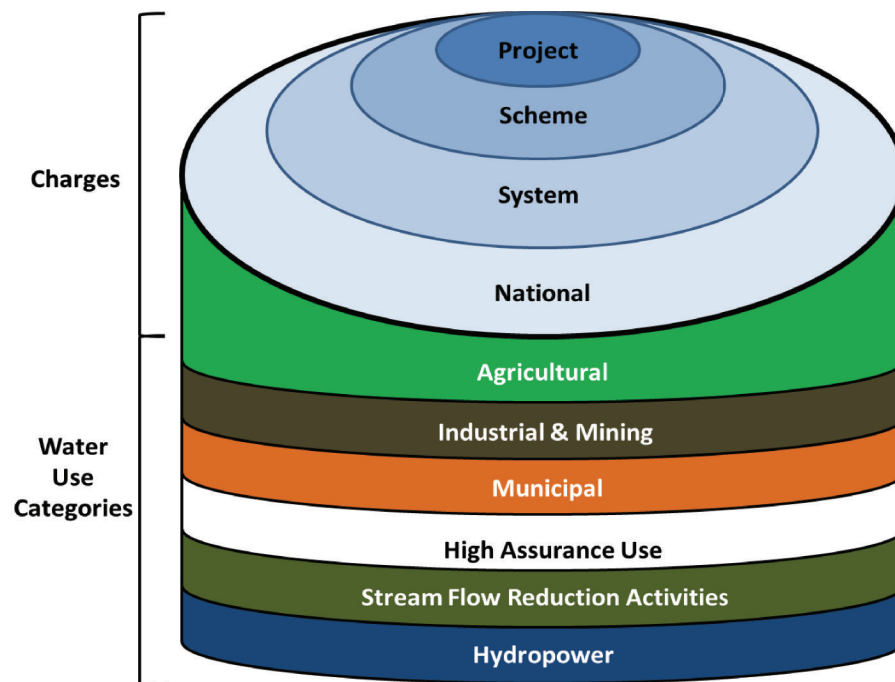 Project
Scheme
System
National
Charges
Agricultural
Industrial & Mining
Municipal
High Assurance Use
Stream Flow Reduction Activities
Hydropower
Water
Use
Categories